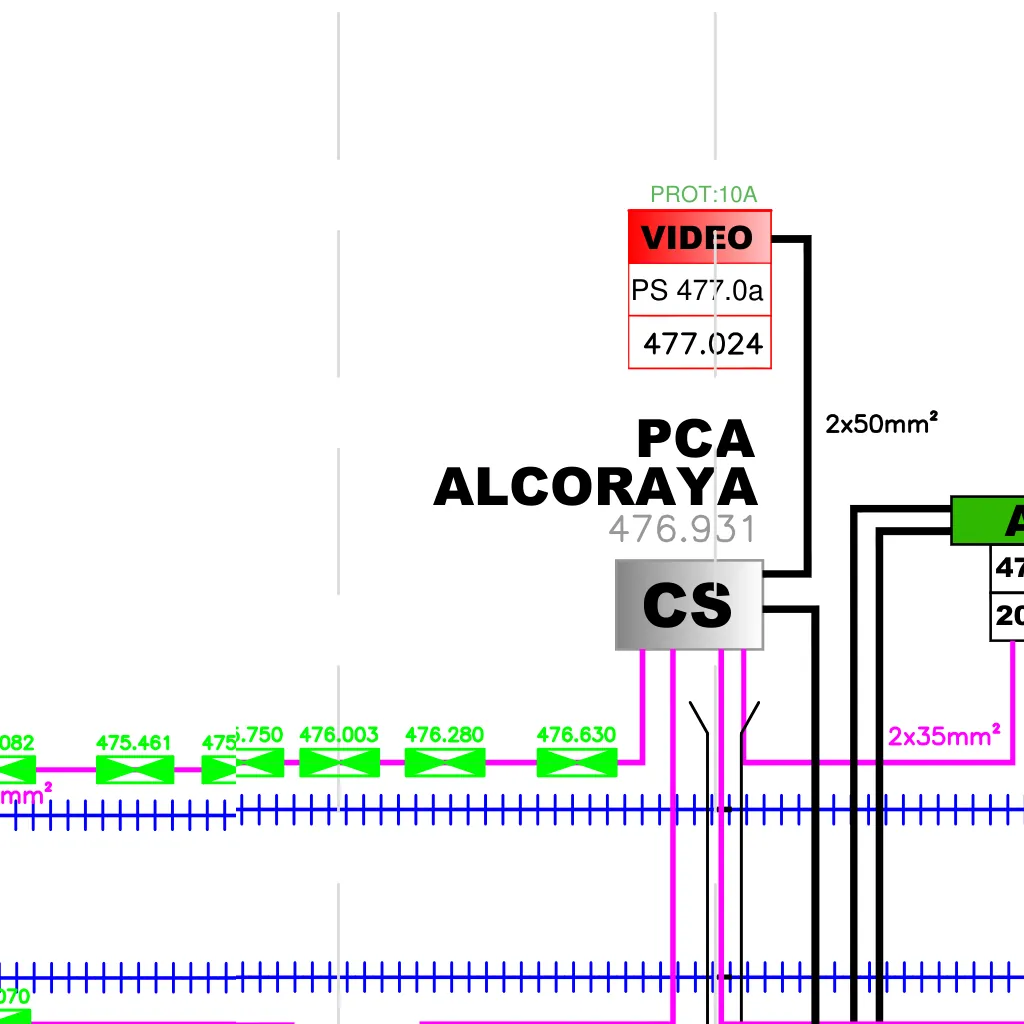 PROT:10A
VIDEO
PS 477.0a
477.024
2x50mm²
PCA
ALCORAYA
476.931
CS
2x35mm²
476.003
476.280
476.630
475.461
mm²